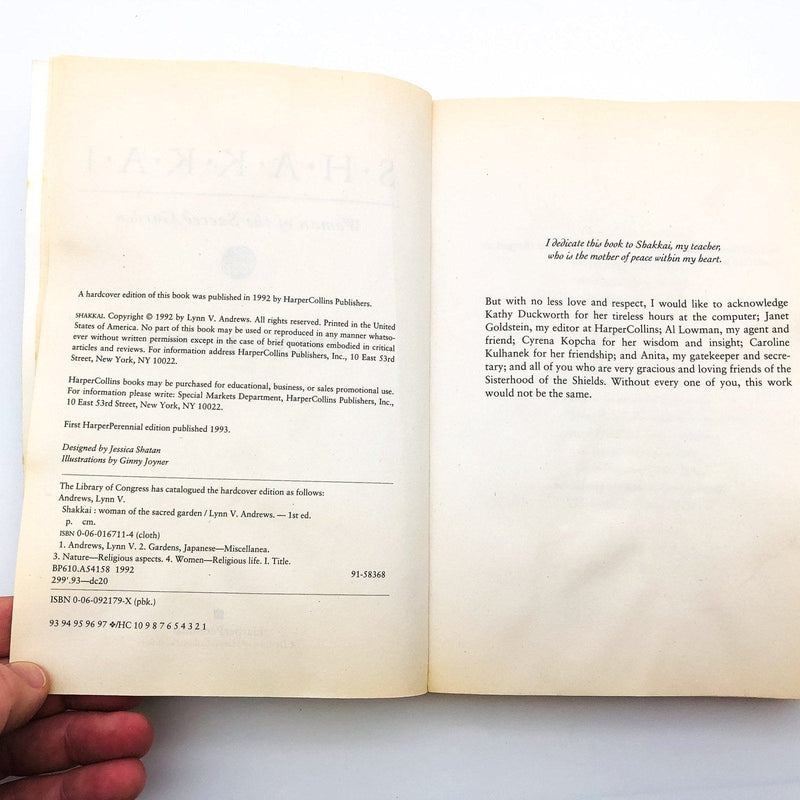 S·H·A·K·K·A·I
Woman of the Sacred Garden
A hardcover edition of this book was published in 1992 by HarperCollins Publishers.
SHAKKAI. Copyright © 1992 by Lynn V. Andrews. All rights reserved. Printed in the United
States of America. No part of this book may be used or reproduced in any manner whatso-
ever without written permission except in the case of brief quotations embodied in critical
articles and reviews. For information address HarperCollins Publishers, Inc., 10 East 53rd
Street, New York, NY 10022.
HarperCollins books may be purchased for educational, business, or sales promotional use.
For information please write: Special Markets Department, HarperCollins Publishers, Inc.,
10 East 53rd Street, New York, NY 10022.
First HarperPerennial edition published 1993.
Designed by Jessica Shatan
Illustrations by Ginny Joyner
The Library of Congress has catalogued the hardcover edition as follows:
Andrews, Lynn V.
Shakkai : woman of the sacred garden / Lynn V. Andrews. — 1st ed.
p. cm.
ISBN 0-06-016711-4 (cloth)
1. Andrews, Lynn V. 2. Gardens, Japanese—Miscellanea.
3. Nature—Religious aspects. 4. Women—Religious life. I. Title.
BP610.A54158 1992
299'.93—dc20 91-58368
ISBN 0-06-092179-X (pbk.)
93 94 95 96 97 ❖/HC 10 9 8 7 6 5 4 3 2 1
I dedicate this book to Shakkai, my teacher,
who is the mother of peace within my heart.
But with no less love and respect, I would like to acknowledge
Kathy Duckworth for her tireless hours at the computer; Janet
Goldstein, my editor at HarperCollins; Al Lowman, my agent and
friend; Cyrena Kopcha for her wisdom and insight; Caroline
Kulhanek for her friendship; and Anita, my gatekeeper and secre-
tary; and all of you who are very gracious and loving friends of the
Sisterhood of the Shields. Without every one of you, this work
would not be the same.